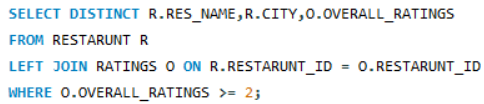 SELECT DISTINCT R.RES_NAME,R.CITY,O.OVERALL_RATINGS
FROM RESTARUNT R
LEFT JOIN RATINGS O ON R.RESTARUNT_ID = O.RESTARUNT_ID
WHERE O.OVERALL_RATINGS >= 2;